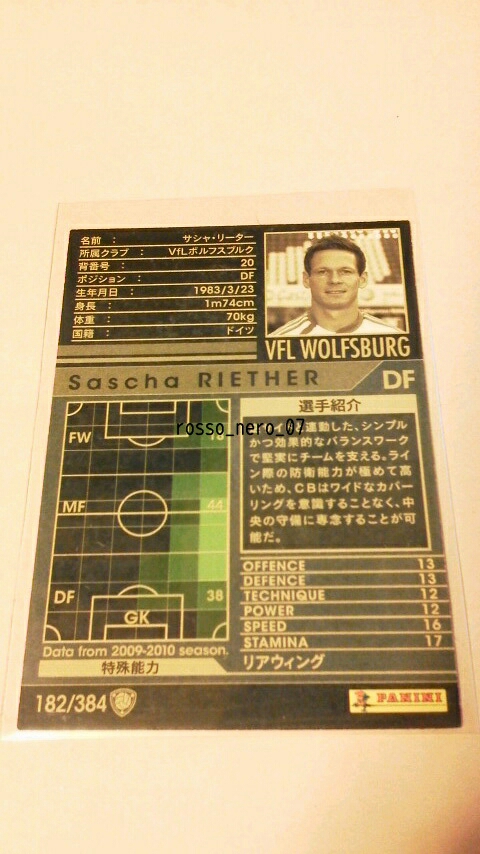 名前 : サシャ・リーター
所属クラブ : VfLボルフスブルク
背番号 : 20
ポジション : DF
生年月日 : 1983/3/23
身長 : 1m74cm
体重 : 70kg
国籍 : ドイツ
VFL WOLFSBURG
Sascha RIETHER DF
選手紹介
rosso_nero_07
連動した、シンプル
かつ効果的なバランスワーク
で堅実にチームを支える。ライ
ン際の防衛能力が極めて高
いため、CBはワイドなカバー
リングを意識することなく、中
央の守備に専念することが可
能だ。
FW
MF 44
DF 38
GK
Data from 2009-2010 season.
特殊能力
OFFENCE 13
DEFENCE 13
TECHNIQUE 12
POWER 12
SPEED 16
STAMINA 17
リアウィング
182/384
PANINI